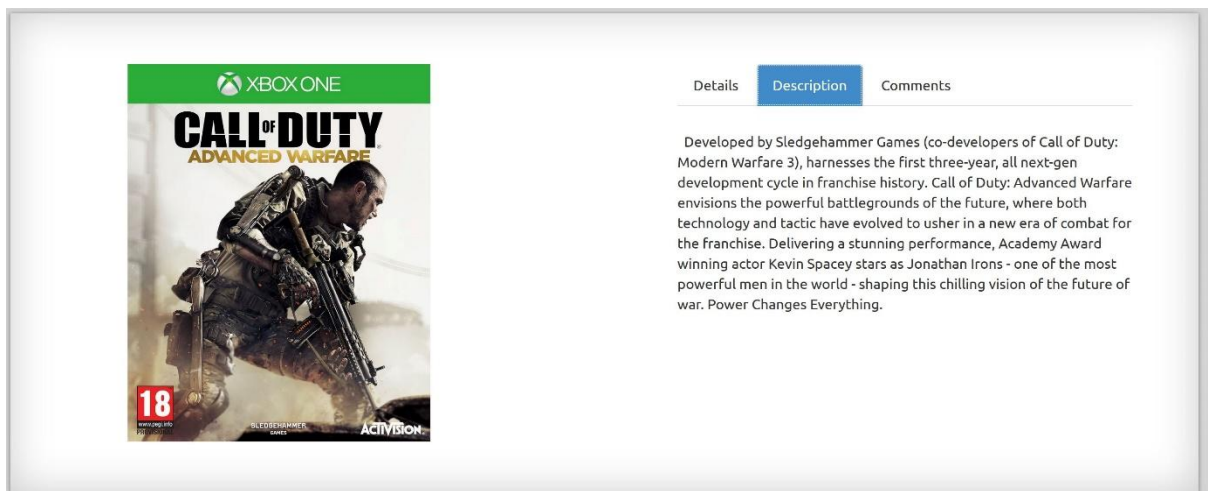 XBOX ONE
CALL OF DUTY
ADVANCED WARFARE
18
www.pegi.info
SLEDGEHAMMER
GAMES
ACTIVISION
Details
Description
Comments
Developed by Sledgehammer Games (co-developers of Call of Duty:
Modern Warfare 3), harnesses the first three-year, all next-gen
development cycle in franchise history. Call of Duty: Advanced Warfare
envisions the powerful battlegrounds of the future, where both
technology and tactic have evolved to usher in a new era of combat for
the franchise. Delivering a stunning performance, Academy Award
winning actor Kevin Spacey stars as Jonathan Irons - one of the most
powerful men in the world - shaping this chilling vision of the future of
war. Power Changes Everything.